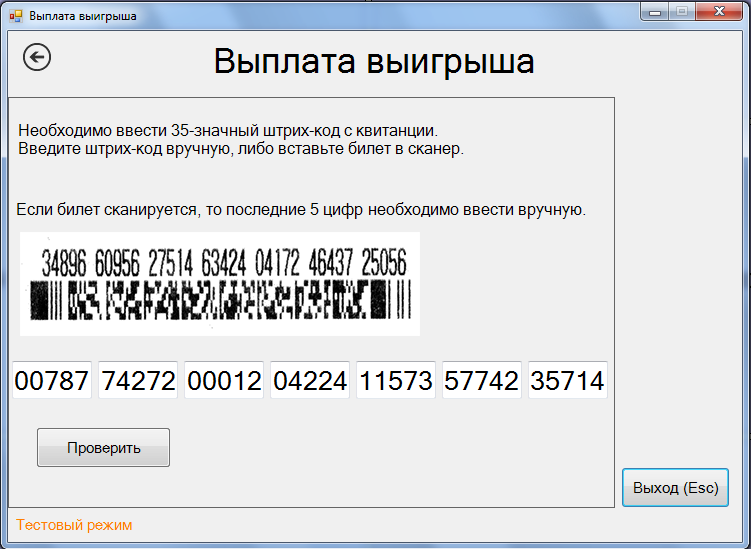 Выплата выигрыша
Выплата выигрыша
Необходимо ввести 35-значный штрих-код с квитанции.
Введите штрих-код вручную, либо вставьте билет в сканер.
Если билет сканируется, то последние 5 цифр необходимо ввести вручную.
34896 60956 27514 63424 04172 46437 25056
00787 74272 00012 04224 11573 57742 35714
Проверить
Выход (Esc)
Тестовый режим